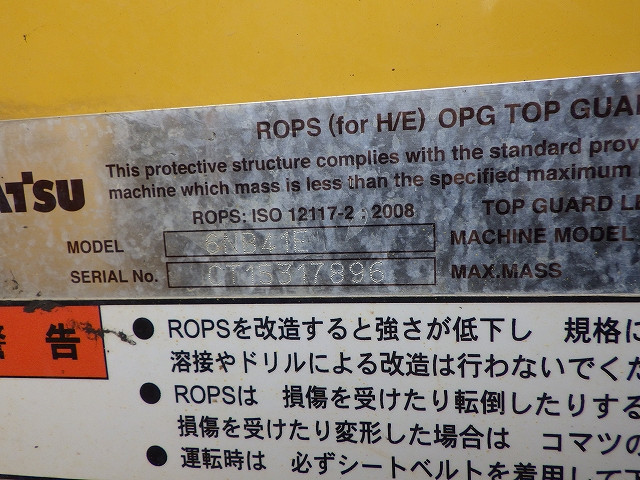 ROPS (for H/E) OPG TOP GUAR
ATSU
This protective structure complies with the standard prov
machine which mass is less than the specified maximum
ROPS: ISO 12117-2 ; 2008
TOP GUARD LE
MODEL 6NB41E MACHINE MODEL
SERIAL No. CT15317896 MAX.MASS
警告
● ROPSを改造すると強さが低下し 規格に
溶接やドリルによる改造は行わないでくだ
● ROPSは 損傷を受けたり転倒したりする
損傷を受けたり変形した場合は コマツの
● 運転時は 必ずシートベルトを着用して下